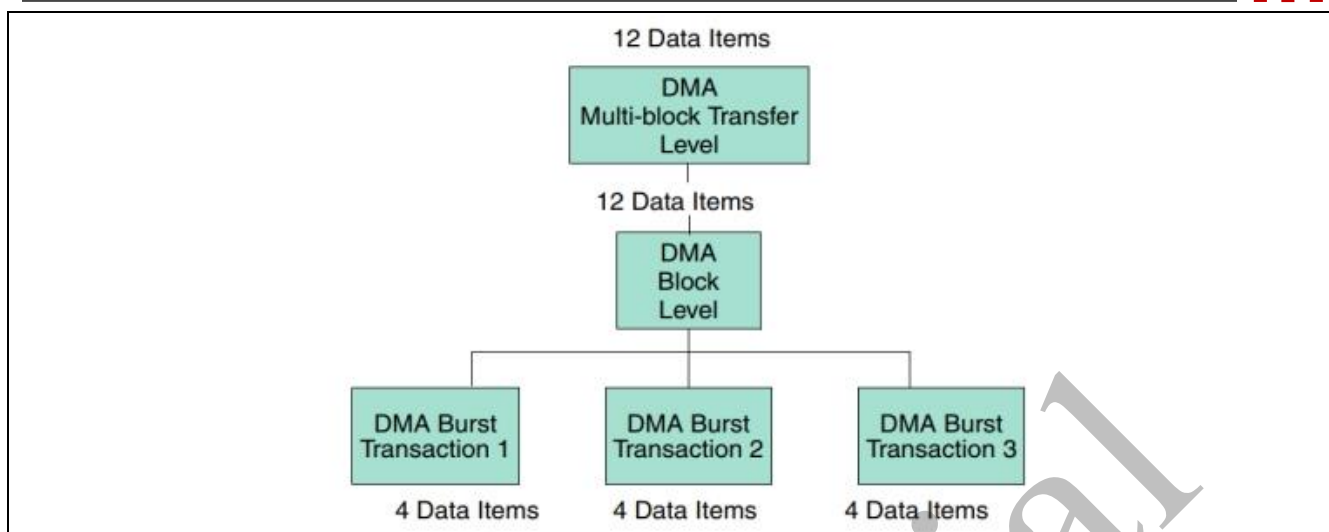 12 Data Items
DMA
Multi-block Transfer
Level
12 Data Items
DMA
Block
Level
DMA Burst
Transaction 1
DMA Burst
Transaction 2
DMA Burst
Transaction 3
4 Data Items
4 Data Items
4 Data Items